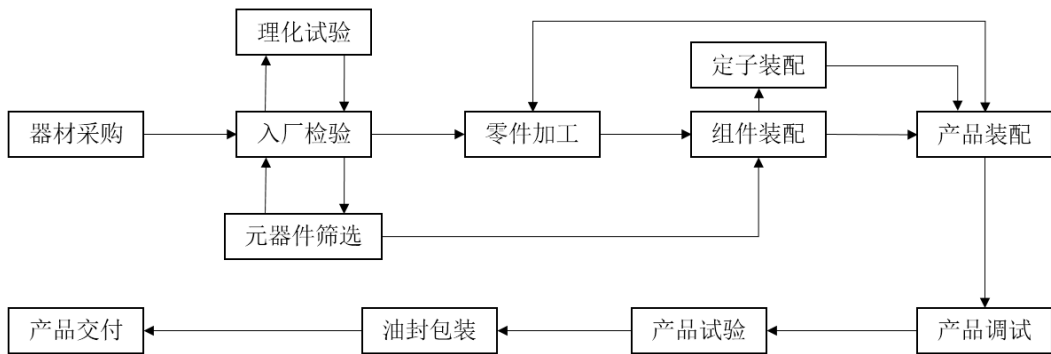 理化试验
定子装配
器材采购
入厂检验
零件加工
组件装配
产品装配
元器件筛选
产品交付
油封包装
产品试验
产品调试